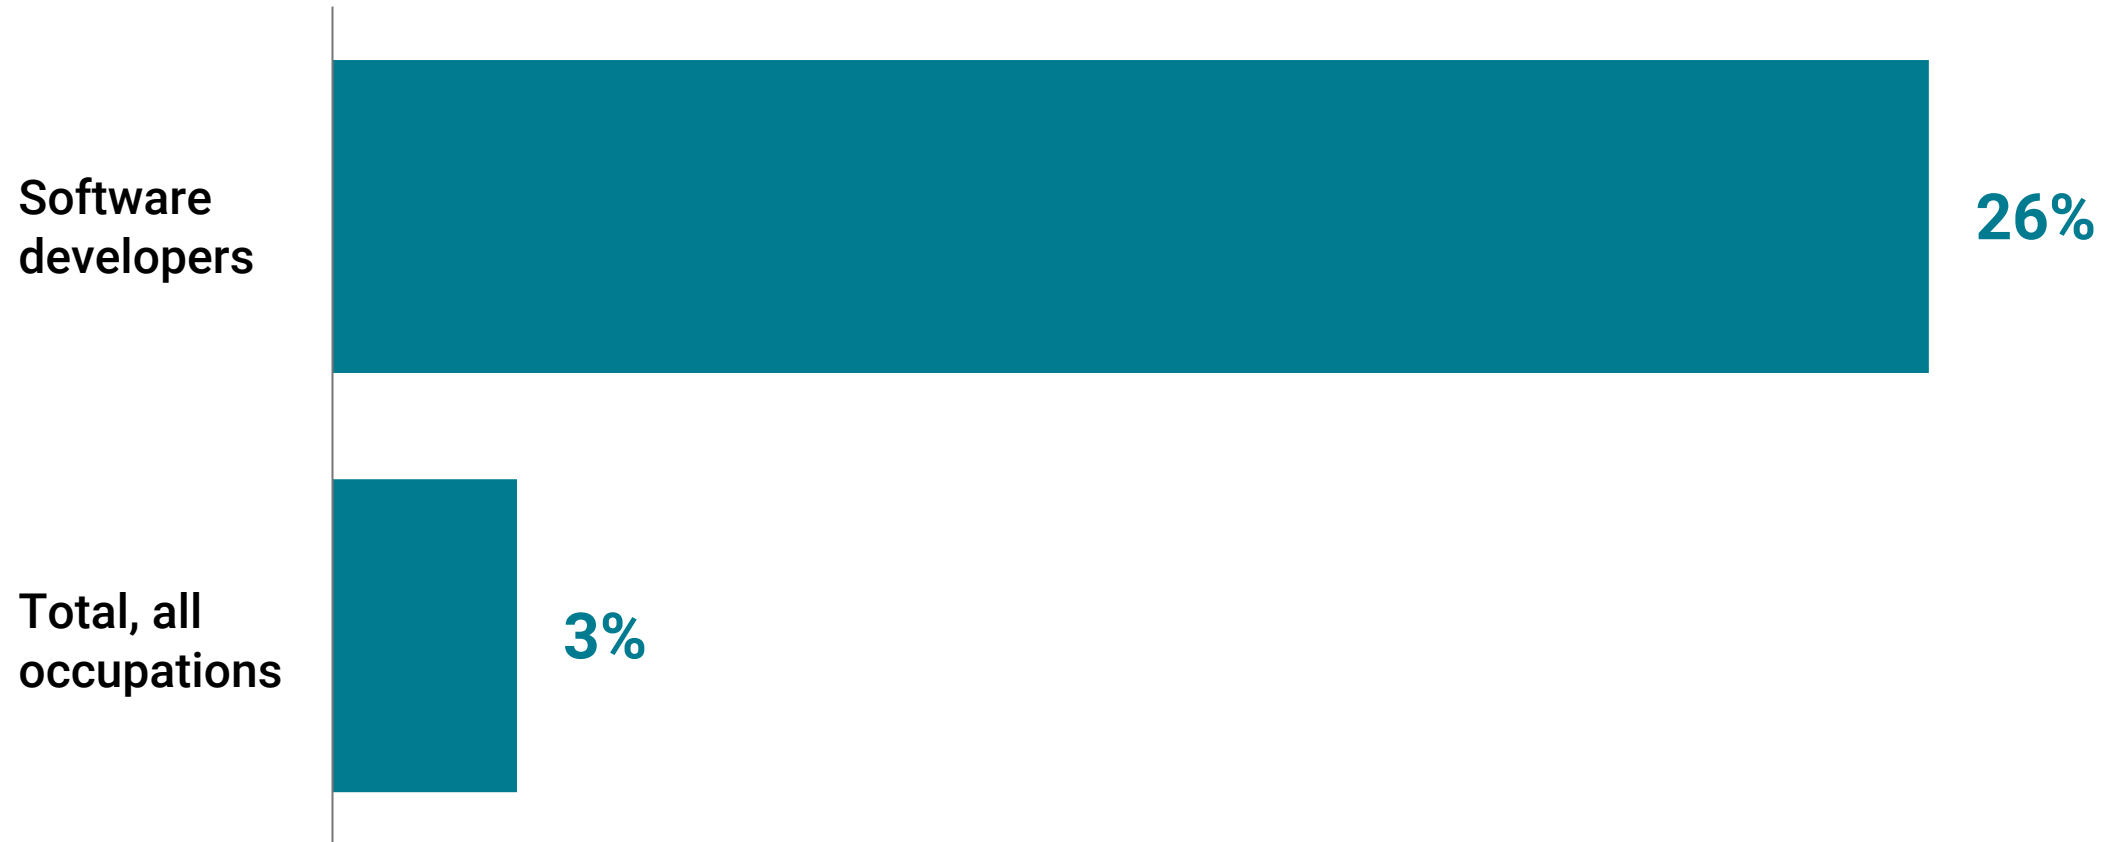 Software
developers
26%
Total, all
occupations
3%